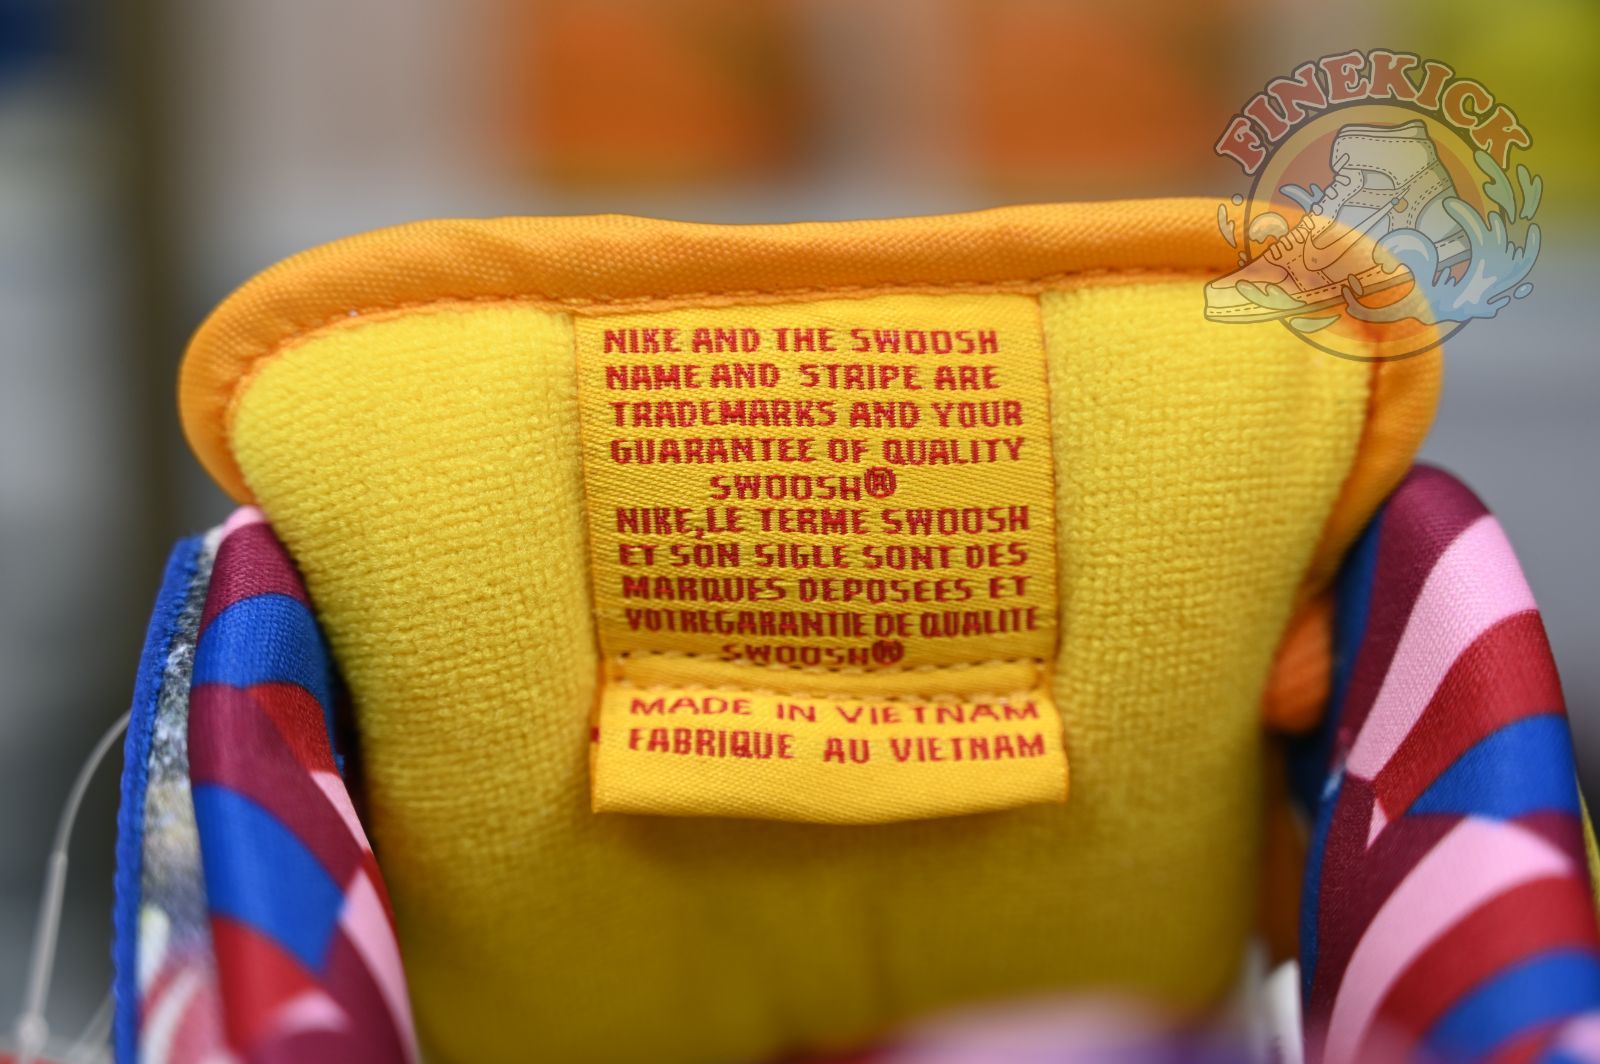 FINEKICK
NIKE AND THE SWOOSH
NAME AND STRIPE ARE
TRADEMARKS AND YOUR
GUARANTEE OF QUALITY
SWOOSH®
NIKE,LE TERME SWOOSH
ET SON SIGLE SONT DES
MARQUES DEPOSEES ET
VOTREGARANTIE DE QUALITE
SWOOSH®
MADE IN VIETNAM
FABRIQUE AU VIETNAM